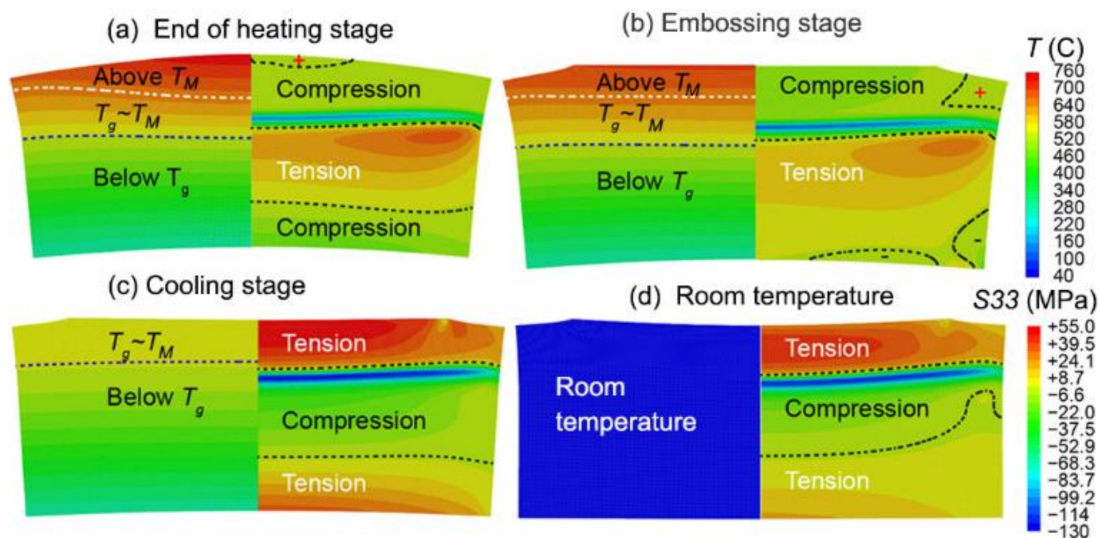 (a) End of heating stage
Above T_M
T_g~T_M
Below T_g
+
Compression
Tension
Compression
(b) Embossing stage
Above T_M
T_g~T_M
Below T_g
Compression
+
Tension
-
-
T (C)
760
700
640
580
520
460
400
340
280
220
160
100
40
(c) Cooling stage
T_g~T_M
Below T_g
Tension
Compression
Tension
(d) Room temperature
Room
temperature
Tension
Compression
Tension
S33 (MPa)
+55.0
+39.5
+24.1
+8.7
−6.6
−22.0
−37.5
−52.9
−68.3
−83.7
−99.2
−114
−130